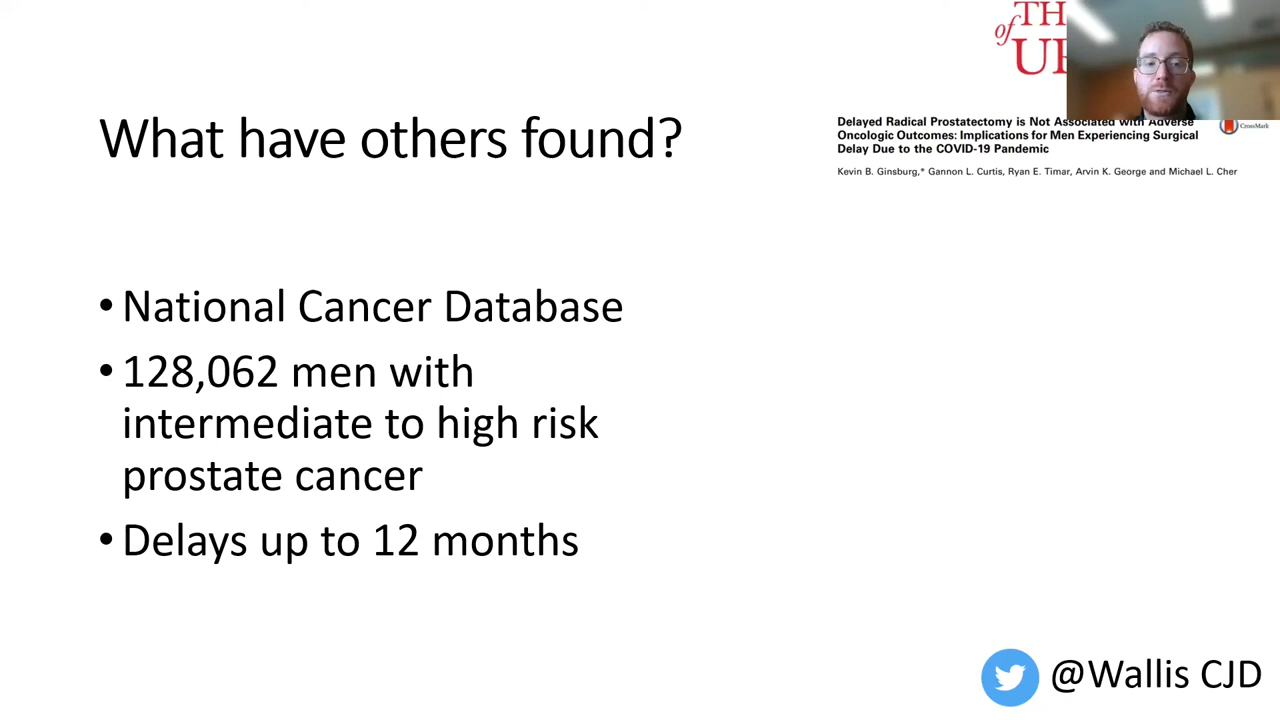 of
What have others found?
Delayed Radical Prostatectomy is Not Associated with Adverse
Oncologic Outcomes: Implications for Men Experiencing Surgical
Delay Due to the COVID-19 Pandemic
CrossMark
Kevin B. Ginsburg,* Gannon L. Curtis, Ryan E. Timar, Arvin K. George and Michael L. Cher
• National Cancer Database
• 128,062 men with
intermediate to high risk
prostate cancer
• Delays up to 12 months
@Wallis CJD